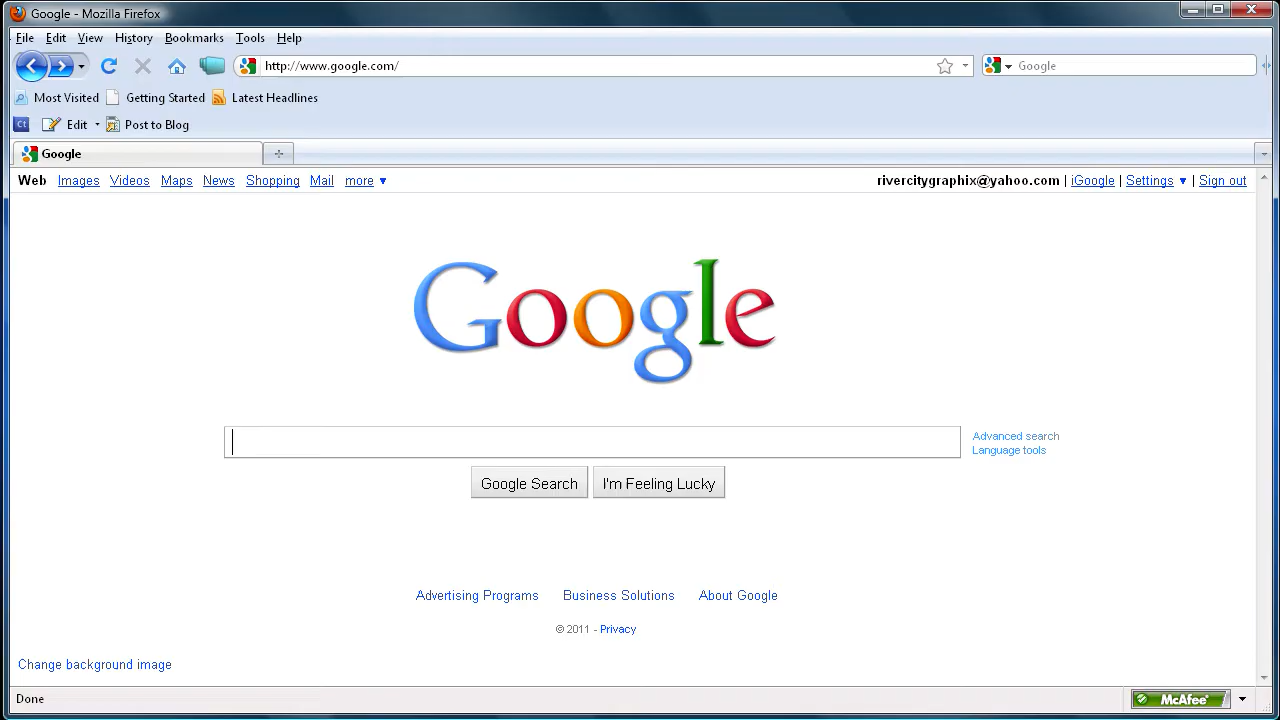 Google - Mozilla Firefox
File Edit View History Bookmarks Tools Help
http://www.google.com/ Google
Most Visited Getting Started Latest Headlines
Ct Edit Post to Blog
Google
Web Images Videos Maps News Shopping Mail more ▼ rivercitygraphix@yahoo.com | iGoogle | Settings ▼ | Sign out
Google
Advanced search
Language tools
Google Search I'm Feeling Lucky
Advertising Programs Business Solutions About Google
© 2011 - Privacy
Change background image
Done McAfee